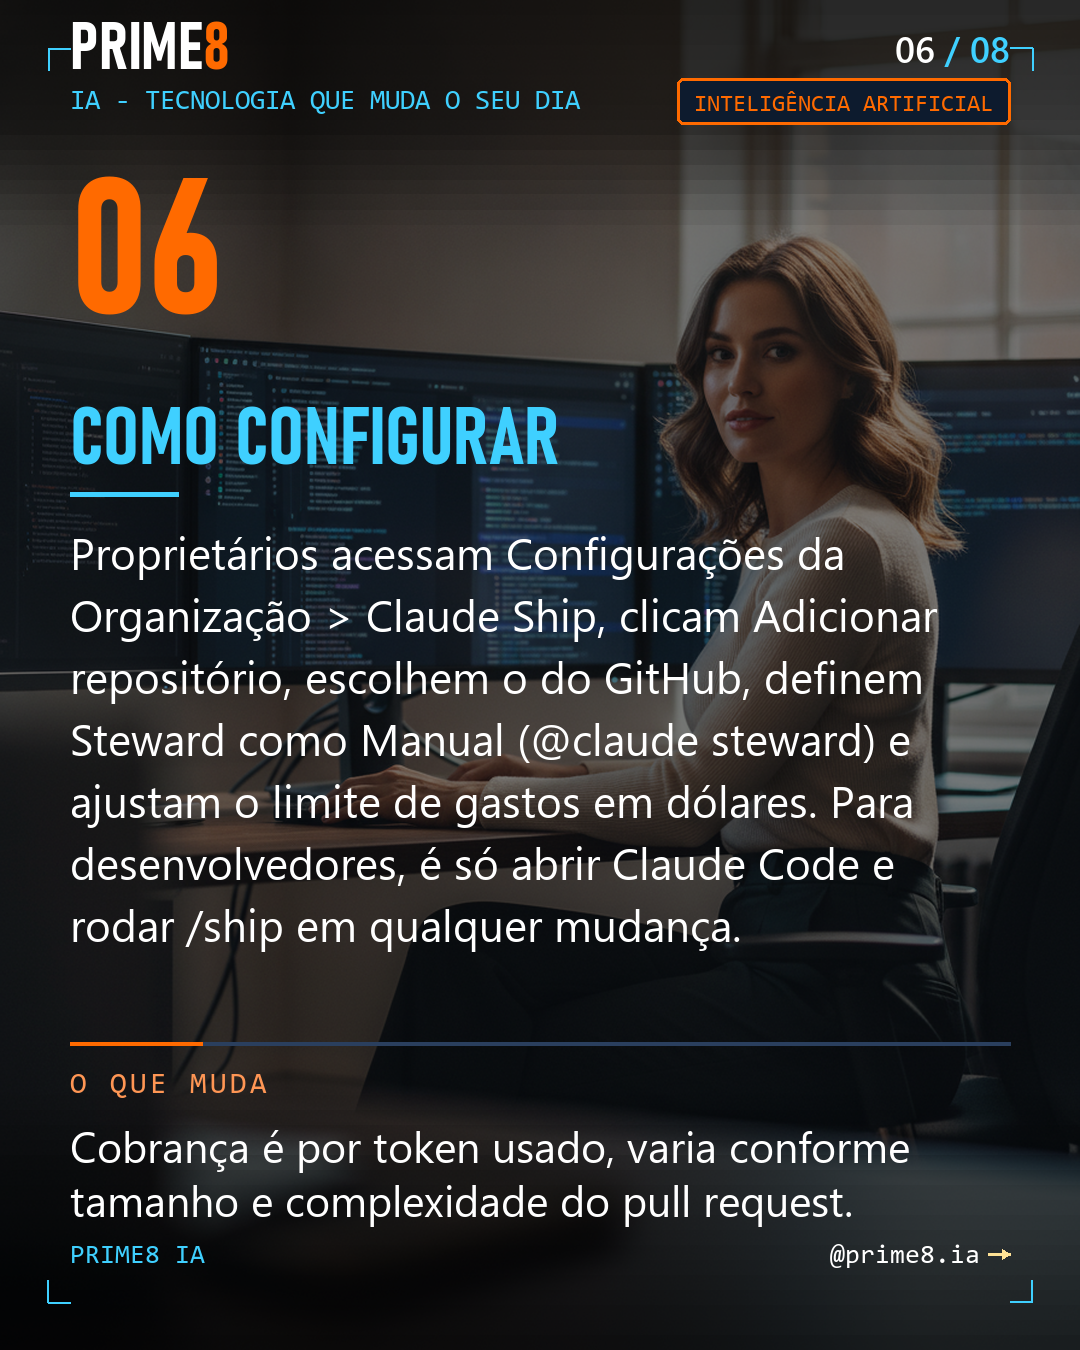 PRIME8
06 / 08
IA - TECNOLOGIA QUE MUDA O SEU DIA
INTELIGÊNCIA ARTIFICIAL
06
COMO CONFIGURAR
Proprietários acessam Configurações da
Organização > Claude Ship, clicam Adicionar
repositório, escolhem o do GitHub, definem
Steward como Manual (@claude steward) e
ajustam o limite de gastos em dólares. Para
desenvolvedores, é só abrir Claude Code e
rodar /ship em qualquer mudança.
O QUE MUDA
Cobrança é por token usado, varia conforme
tamanho e complexidade do pull request.
PRIME8 IA
@prime8.ia